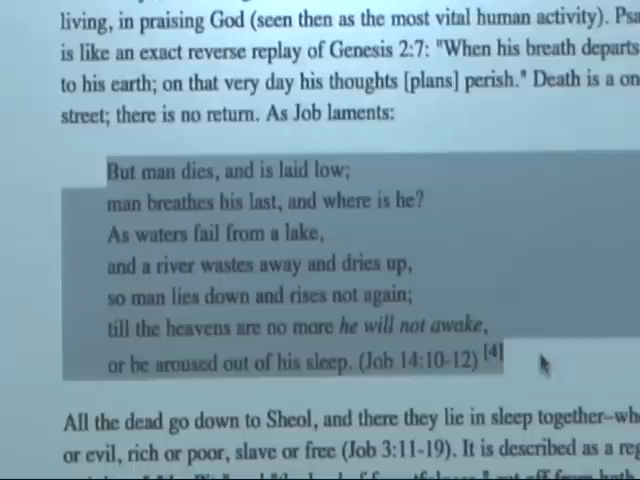 living, in praising God (seen then as the most vital human activity).
is like an exact reverse replay of Genesis 2:7: "When his breath departs
to his earth; on that very day his thoughts [plans] perish." Death is a
street; there is no return. As Job laments:
But man dies, and is laid low;
man breathes his last, and where is he?
As waters fail from a lake,
and a river wastes away and dries up,
so man lies down and rises not again;
till the heavens are no more he will not awake,
or be aroused out of his sleep. (Job 14:10-12) [4]
All the dead go down to Sheol, and there they lie in sleep together–
or evil, rich or poor, slave or free (Job 3:11-19). It is described as a